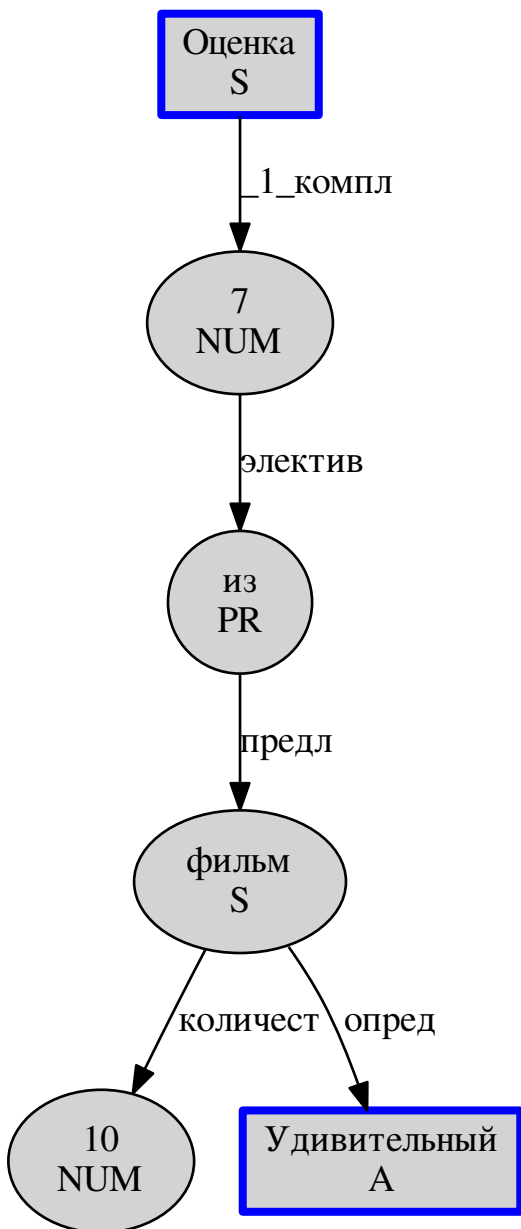 Оценка
S
_1_компл
7
NUM
электив
из
PR
предл
фильм
S
количест
опред
10
NUM
Удивительный
A